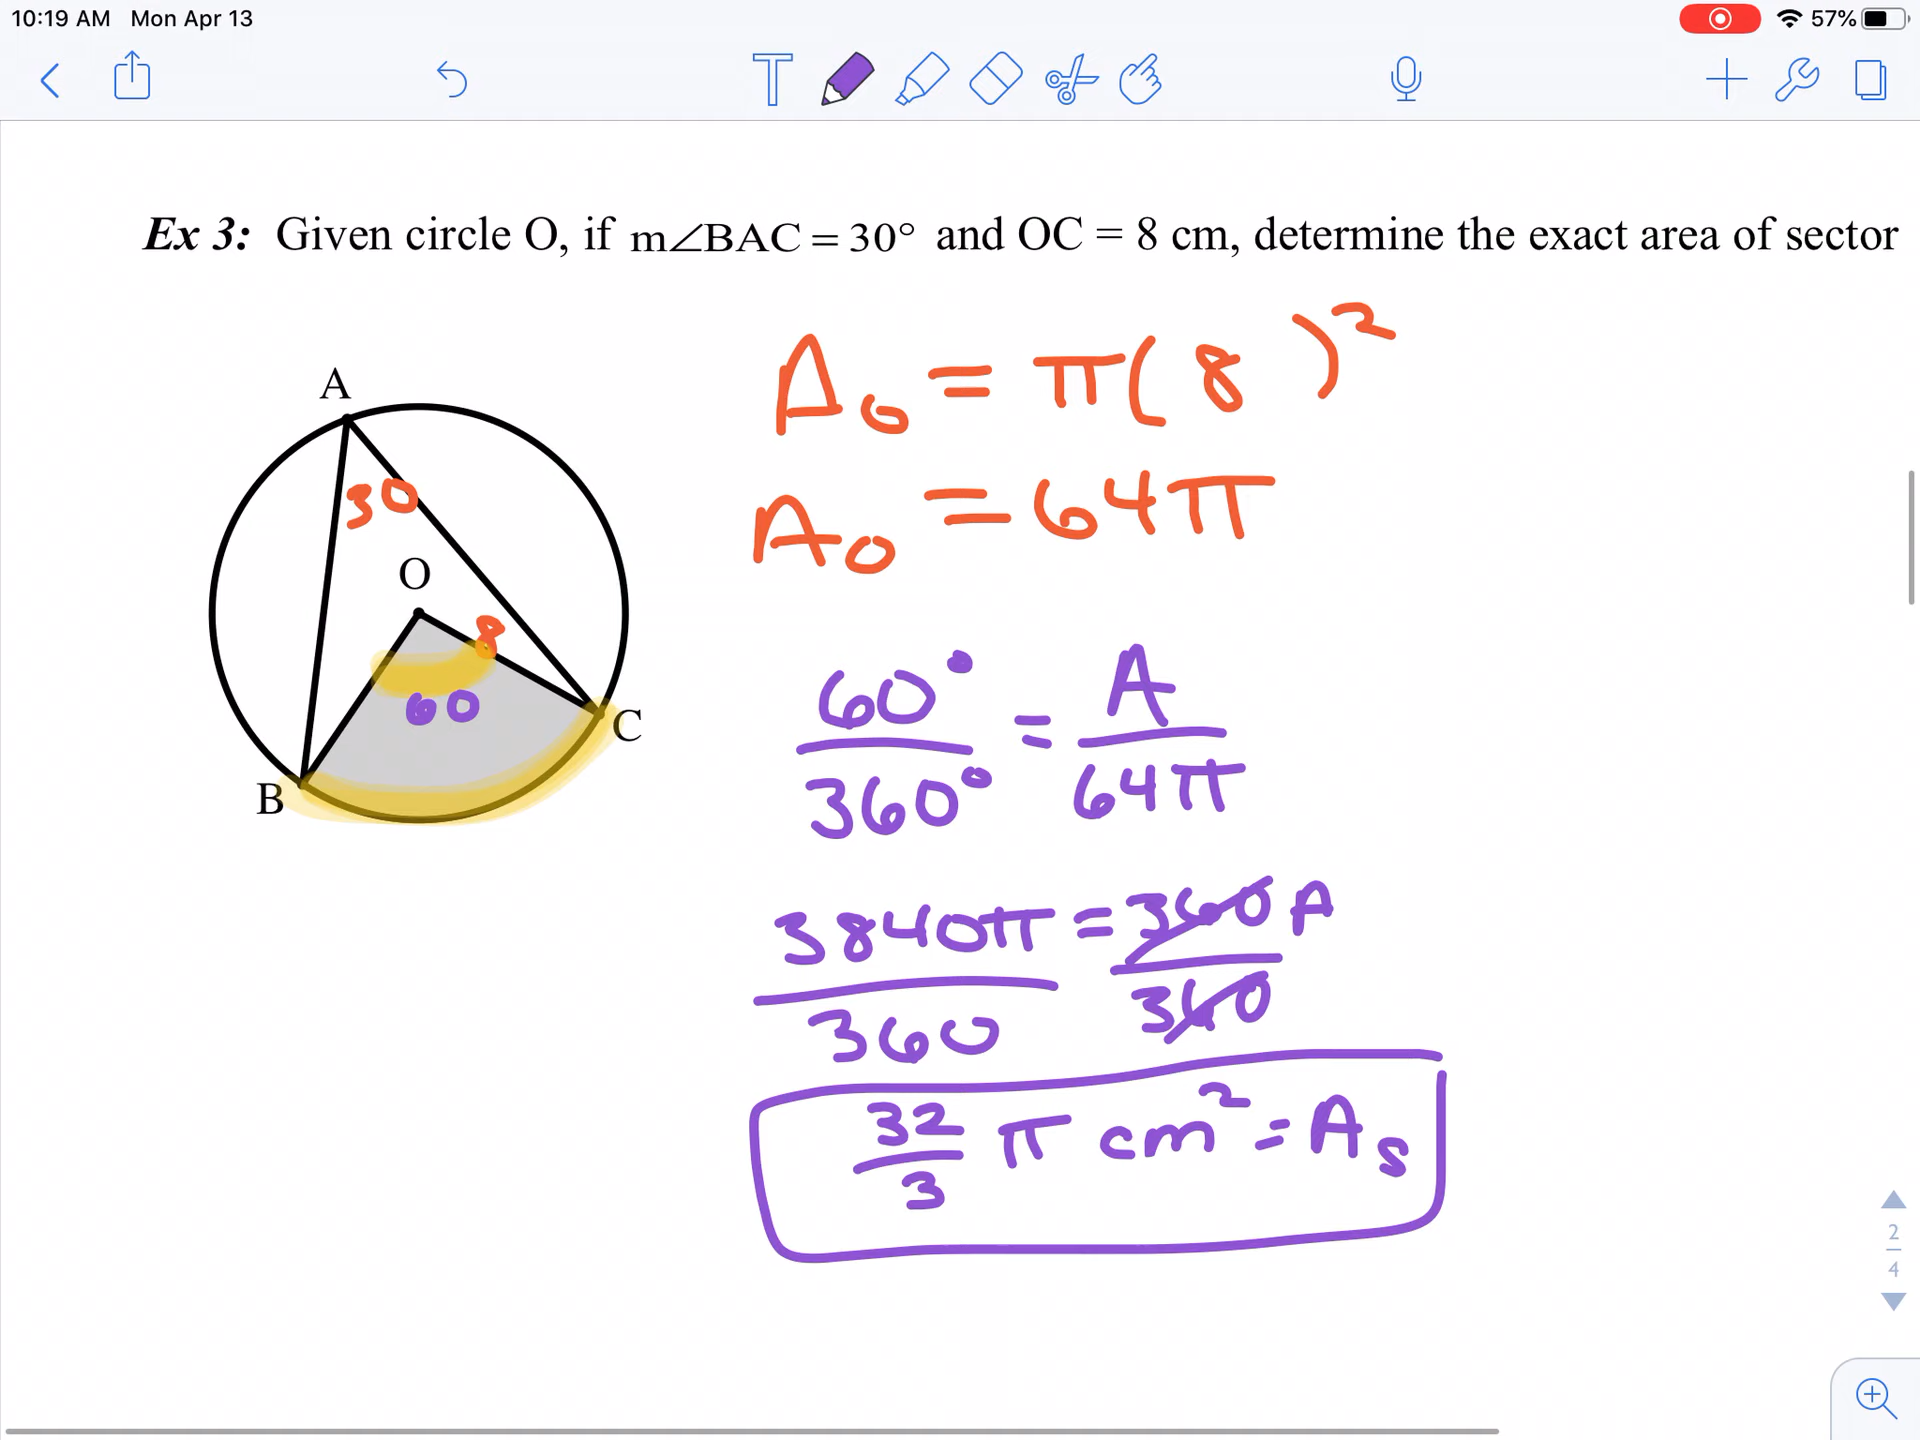 10:19 AM Mon Apr 13
57%
T
Ex 3: Given circle O, if m∠BAC = 30° and OC = 8 cm, determine the exact area of sector
A
30
O
8
60
C
B
A₀ = π(8)²
A₀ = 64π
60°/360° = A/64π
3840π/360 = 360A/360
32/3 π cm² = Aₛ
2
4